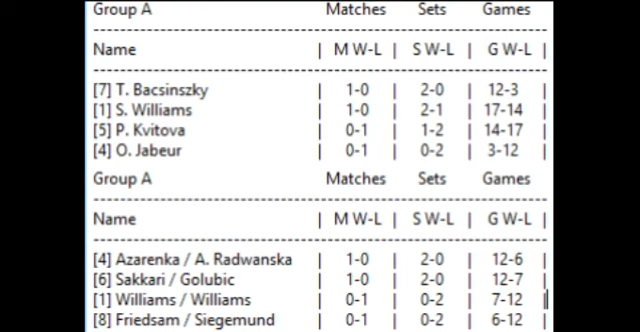 Group A Matches Sets Games
--------------------------------------------------------------------------------
Name | M W-L | S W-L | G W-L |
--------------------------------------------------------------------------------
[7] T. Bacsinszky | 1-0 | 2-0 | 12-3 |
[1] S. Williams | 1-0 | 2-1 | 17-14 |
[5] P. Kvitova | 0-1 | 1-2 | 14-17 |
[4] O. Jabeur | 0-1 | 0-2 | 3-12 |
Group A Matches Sets Games
--------------------------------------------------------------------------------
Name | M W-L | S W-L | G W-L |
--------------------------------------------------------------------------------
[4] Azarenka / A. Radwanska | 1-0 | 2-0 | 12-6 |
[6] Sakkari / Golubic | 1-0 | 2-0 | 12-7 |
[1] Williams / Williams | 0-1 | 0-2 | 7-12 |
[8] Friedsam / Siegemund | 0-1 | 0-2 | 6-12 |